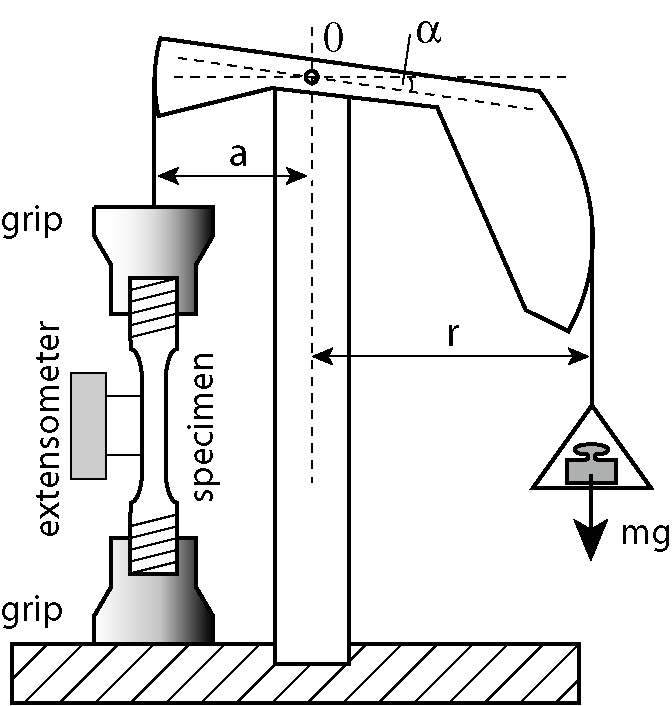 0
α
a
grip
r
extensometer
specimen
mg
grip